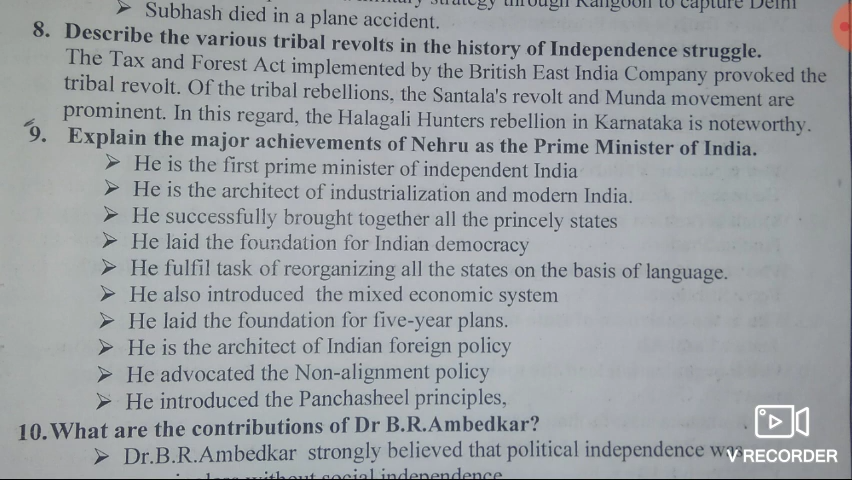 ➤ Subhash died in a plane accident.
8. Describe the various tribal revolts in the history of Independence struggle.
The Tax and Forest Act implemented by the British East India Company provoked the
tribal revolt. Of the tribal rebellions, the Santala's revolt and Munda movement are
prominent. In this regard, the Halagali Hunters rebellion in Karnataka is noteworthy.
9. Explain the major achievements of Nehru as the Prime Minister of India.
➤ He is the first prime minister of independent India
➤ He is the architect of industrialization and modern India.
➤ He successfully brought together all the princely states
➤ He laid the foundation for Indian democracy
➤ He fulfil task of reorganizing all the states on the basis of language.
➤ He also introduced the mixed economic system
➤ He laid the foundation for five-year plans.
➤ He is the architect of Indian foreign policy
➤ He advocated the Non-alignment policy
➤ He introduced the Panchasheel principles,
10. What are the contributions of Dr B.R.Ambedkar?
➤ Dr.B.R.Ambedkar strongly believed that political independence was
without social independence
V RECORDER